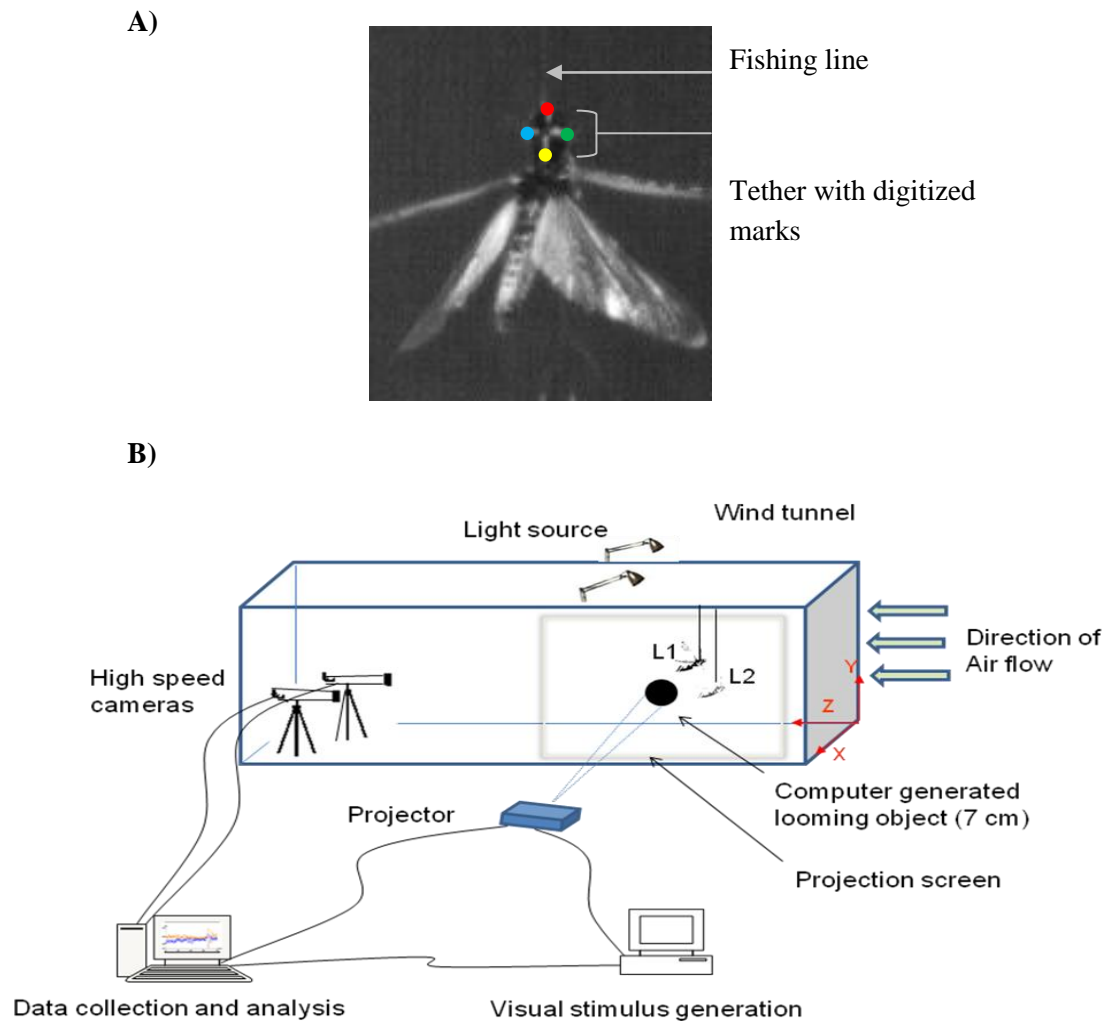 A)
Fishing line
Tether with digitized
marks
B)
Wind tunnel
Light source
L1
L2
Direction of
Air flow
High speed
cameras
Y
Z
X
Computer generated
looming object (7 cm)
Projector
Projection screen
Data collection and analysis
Visual stimulus generation